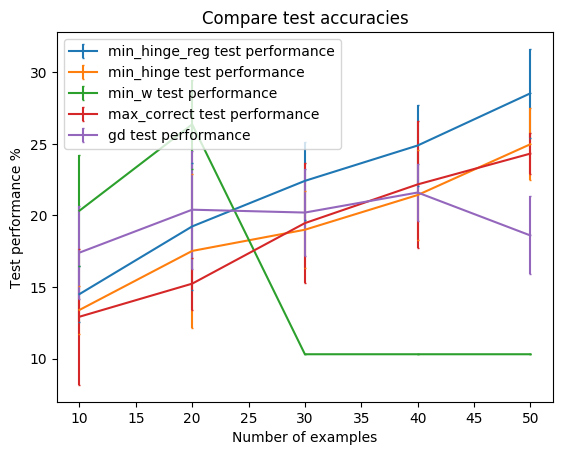 Compare test accuracies
min_hinge_reg test performance
min_hinge test performance
min_w test performance
max_correct test performance
gd test performance
Test performance %
30
25
20
15
10
10 15 20 25 30 35 40 45 50
Number of examples